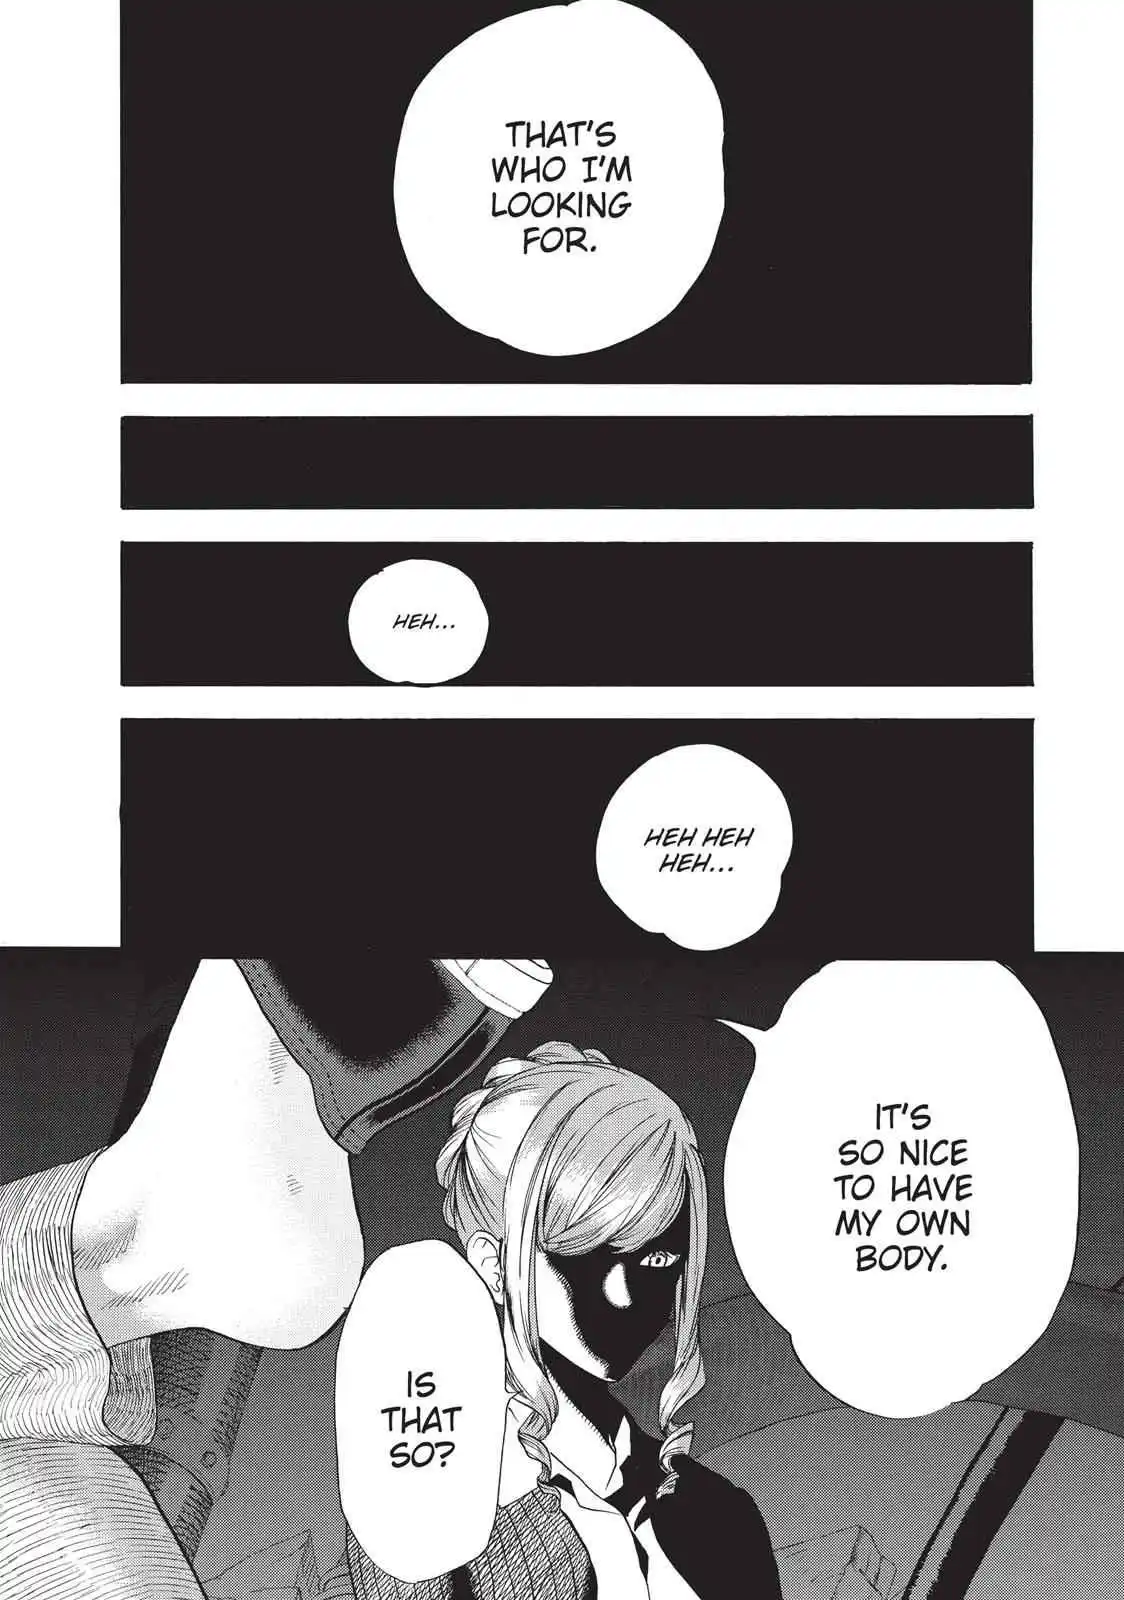 THAT'S
WHO I'M
LOOKING
FOR.
HEH...
HEH HEH
HEH...
IT'S
SO NICE
TO HAVE
MY OWN
BODY.
IS
THAT
SO?